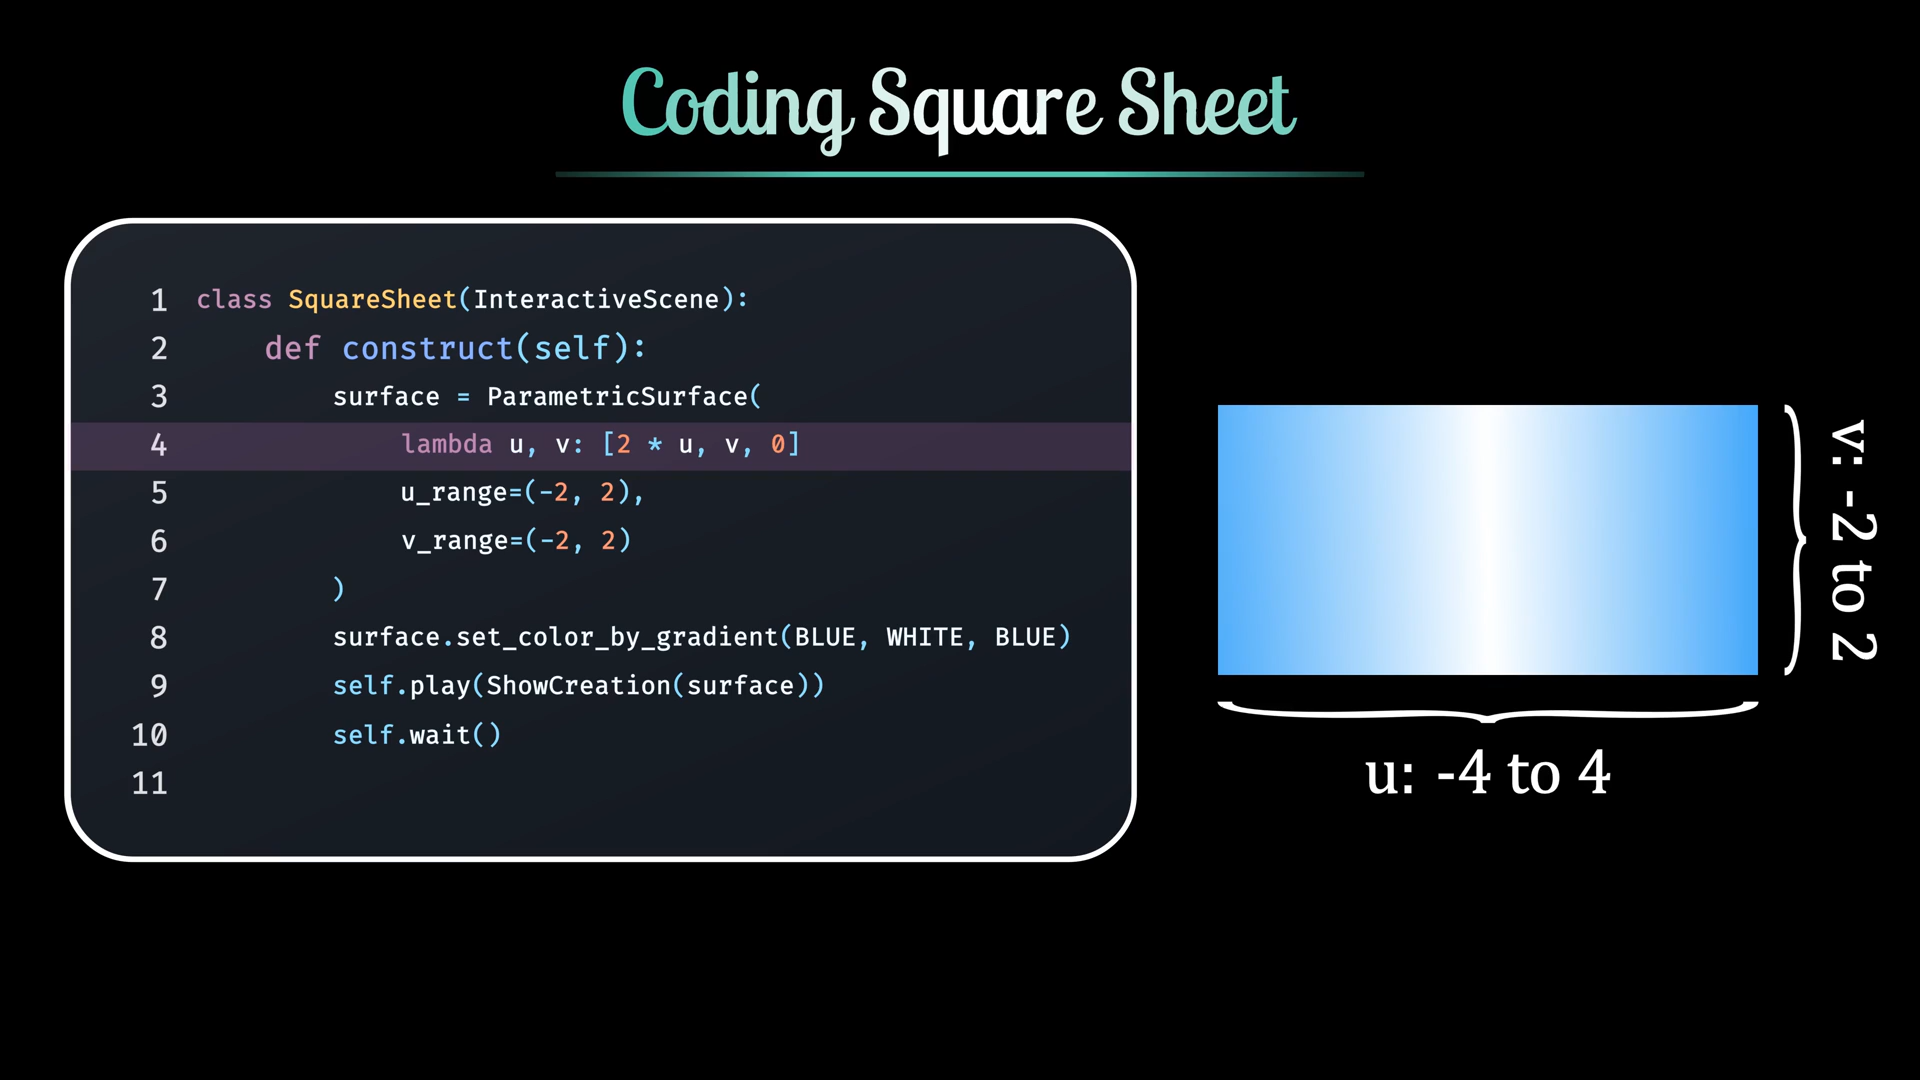 Coding Square Sheet
1 class SquareSheet(InteractiveScene):
2     def construct(self):
3         surface = ParametricSurface(
4             lambda u, v: [2 * u, v, 0]
5             u_range=(-2, 2),
6             v_range=(-2, 2)
7         )
8         surface.set_color_by_gradient(BLUE, WHITE, BLUE)
9         self.play(ShowCreation(surface))
10         self.wait()
11
v: -2 to 2
u: -4 to 4